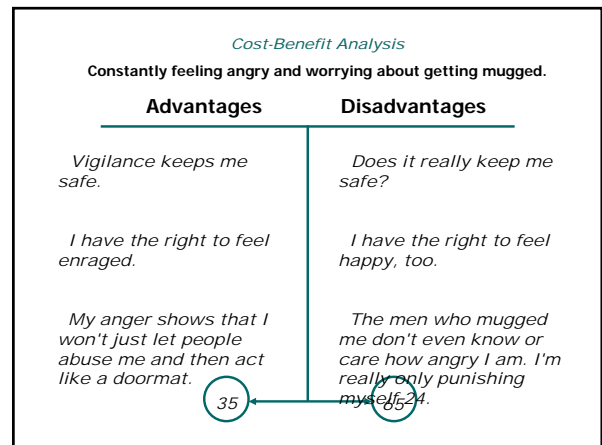 Cost-Benefit Analysis
Constantly feeling angry and worrying about getting mugged.
Advantages
Disadvantages
Vigilance keeps me
safe.
Does it really keep me
safe?
I have the right to feel
enraged.
I have the right to feel
happy, too.
My anger shows that I
won't just let people
abuse me and then act
like a doormat.
The men who mugged
me don't even know or
care how angry I am. I'm
really only punishing
myself 24.
35
65